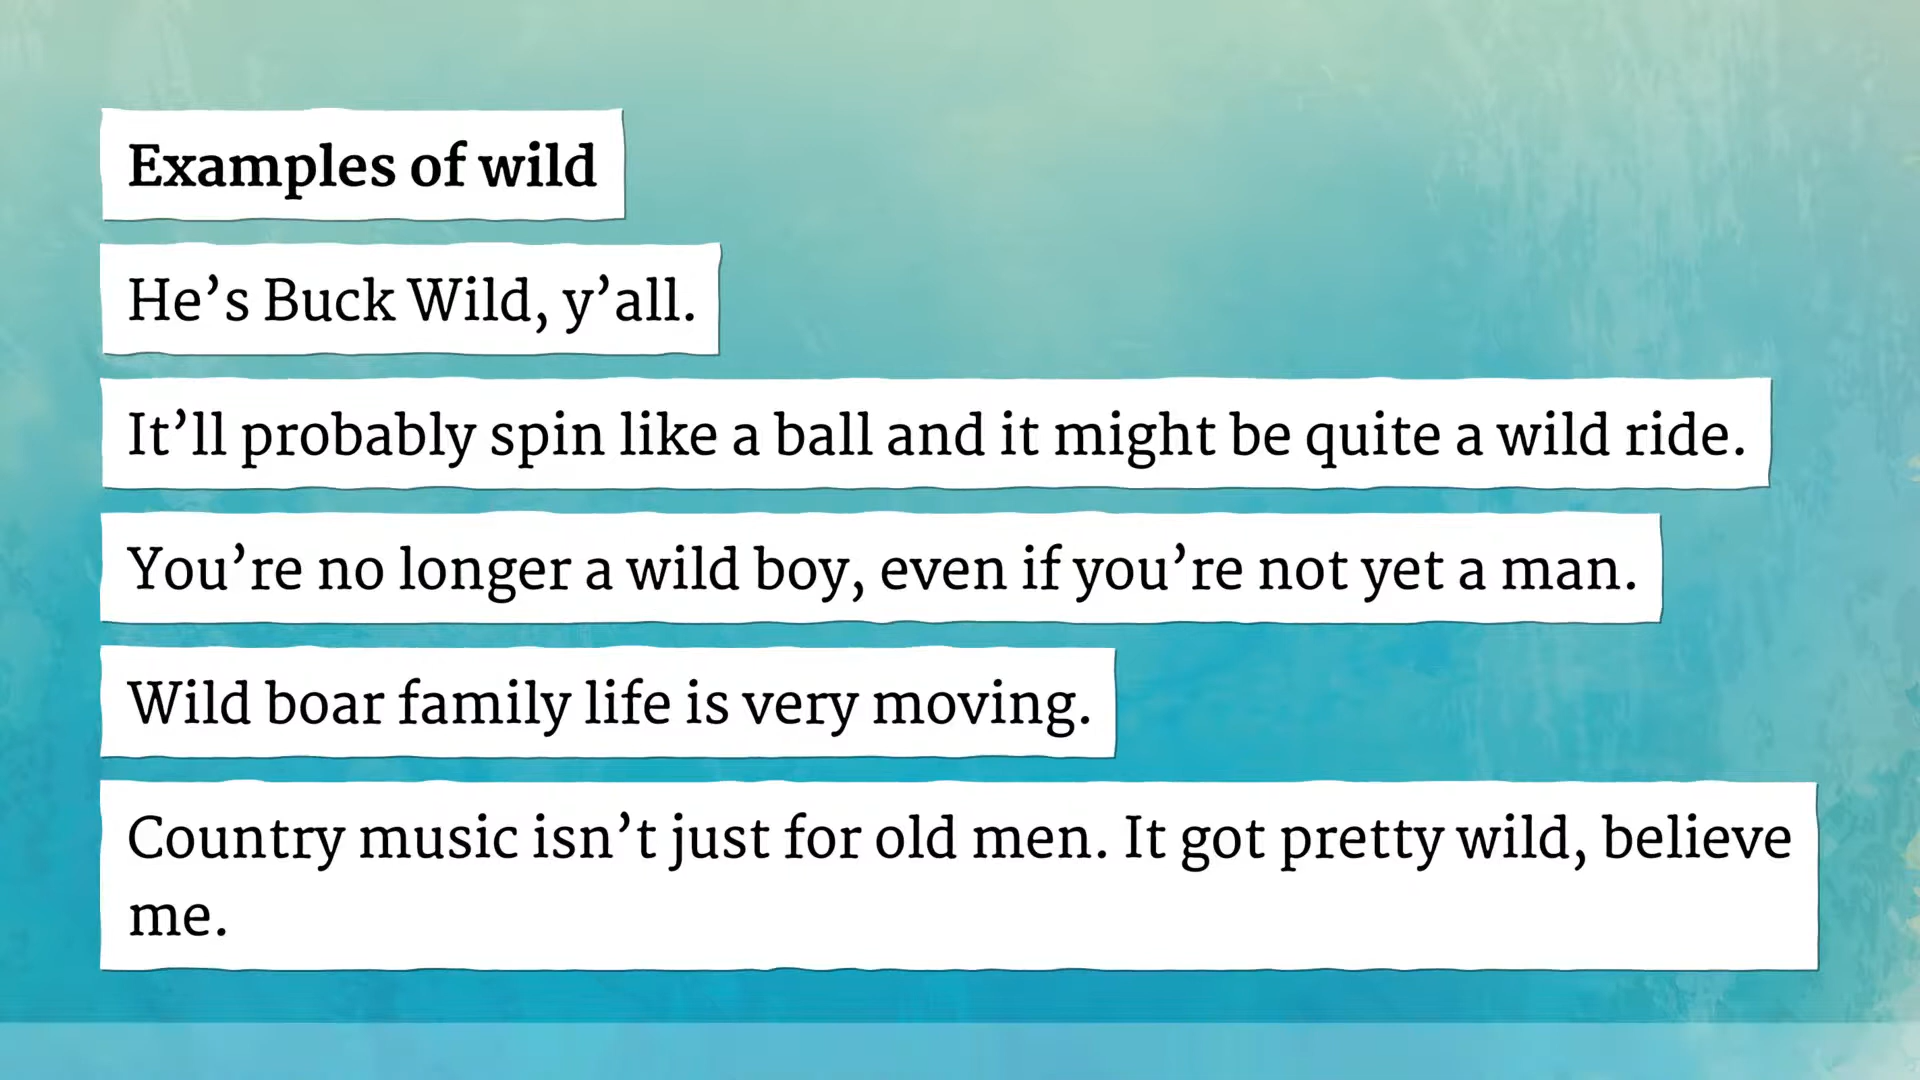 Examples of wild
He’s Buck Wild, y’all.
It’ll probably spin like a ball and it might be quite a wild ride.
You’re no longer a wild boy, even if you’re not yet a man.
Wild boar family life is very moving.
Country music isn’t just for old men. It got pretty wild, believe
me.